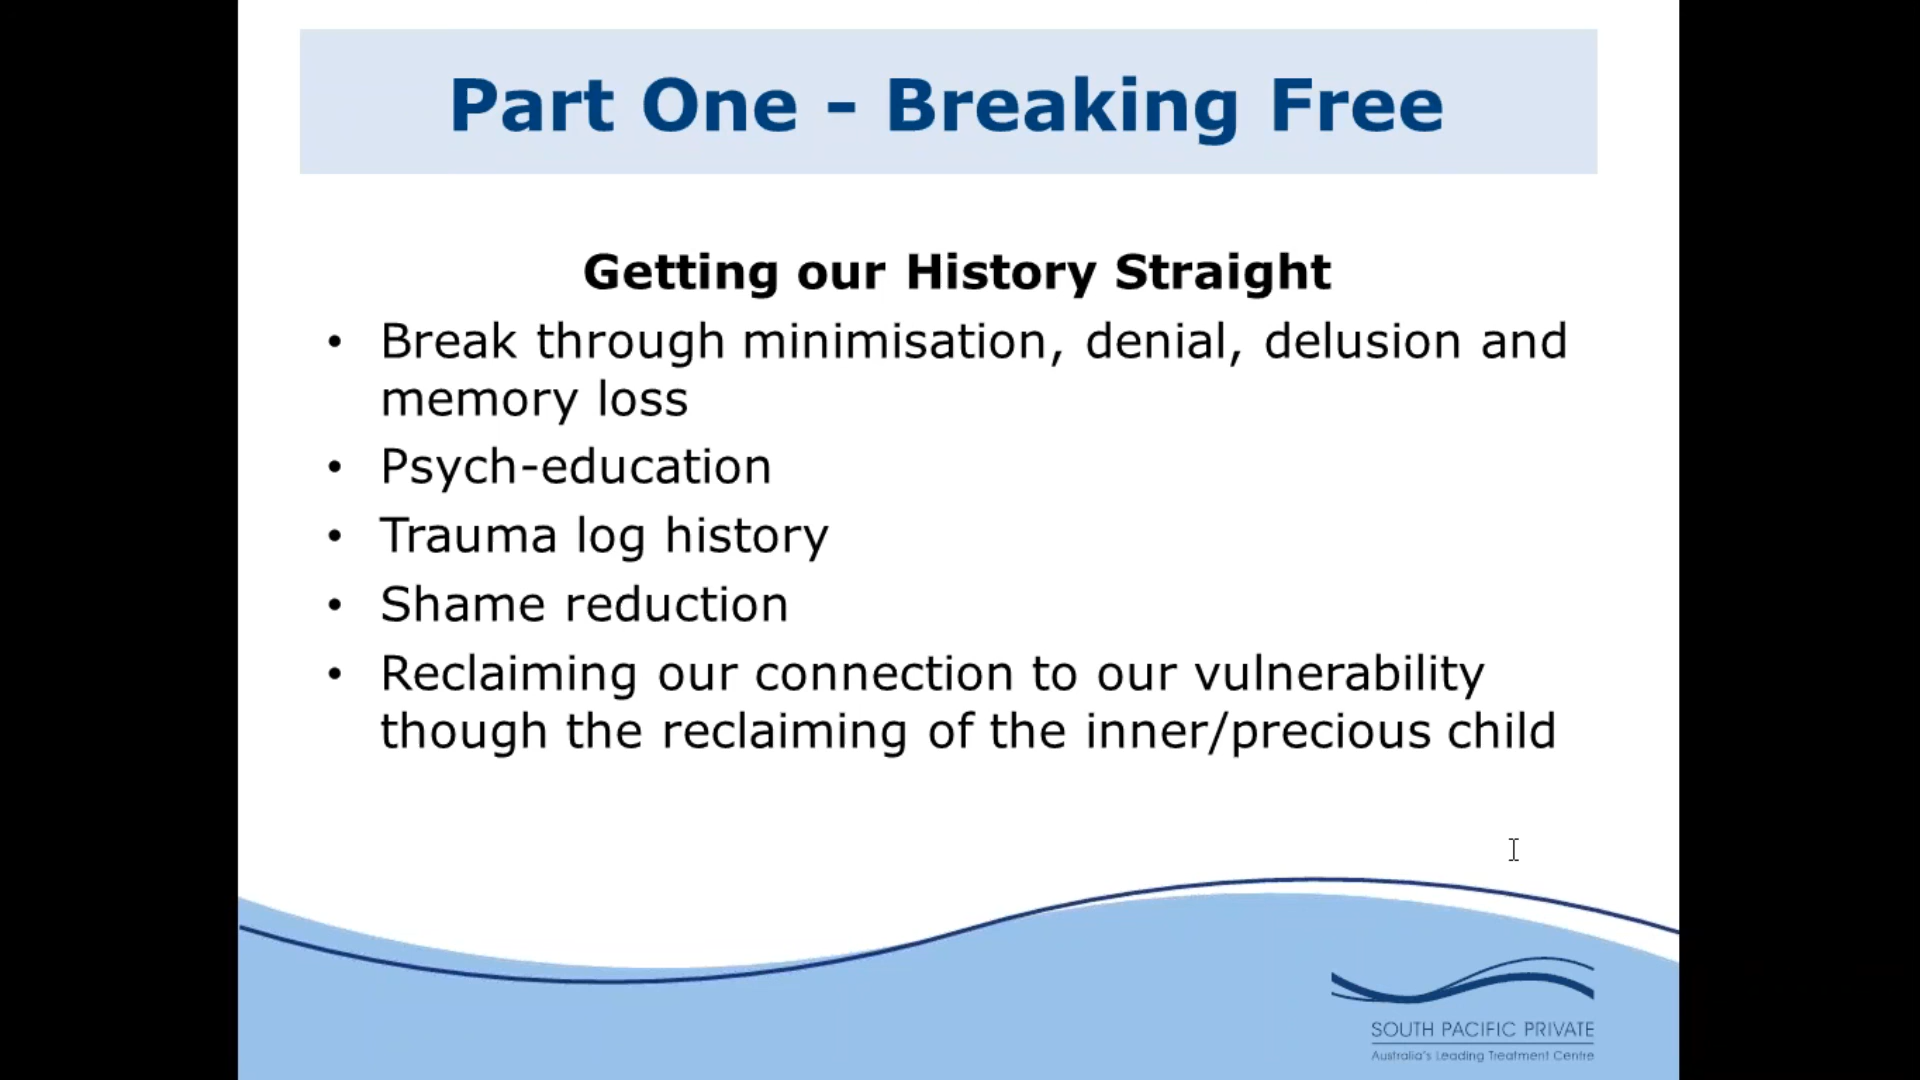 Part One - Breaking Free
Getting our History Straight
• Break through minimisation, denial, delusion and
memory loss
• Psych-education
• Trauma log history
• Shame reduction
• Reclaiming our connection to our vulnerability
though the reclaiming of the inner/precious child
SOUTH PACIFIC PRIVATE
Australia's Leading Treatment Centre